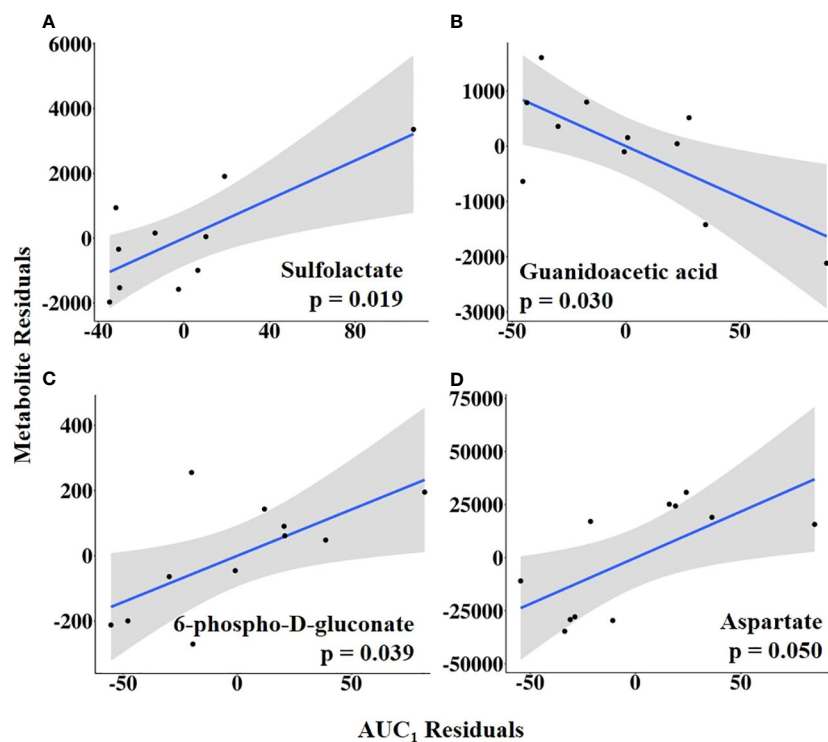 A
6000
4000
2000
0
-2000
-40
0
40
80
Sulfolactate
p = 0.019
B
1000
0
-1000
-2000
-3000
-50
0
50
Guanidoacetic acid
p = 0.030
Metabolite Residuals
C
400
200
0
-200
-50
0
50
6-phospho-D-gluconate
p = 0.039
D
75000
50000
25000
0
-25000
-50000
-50
0
50
Aspartate
p = 0.050
AUC₁ Residuals